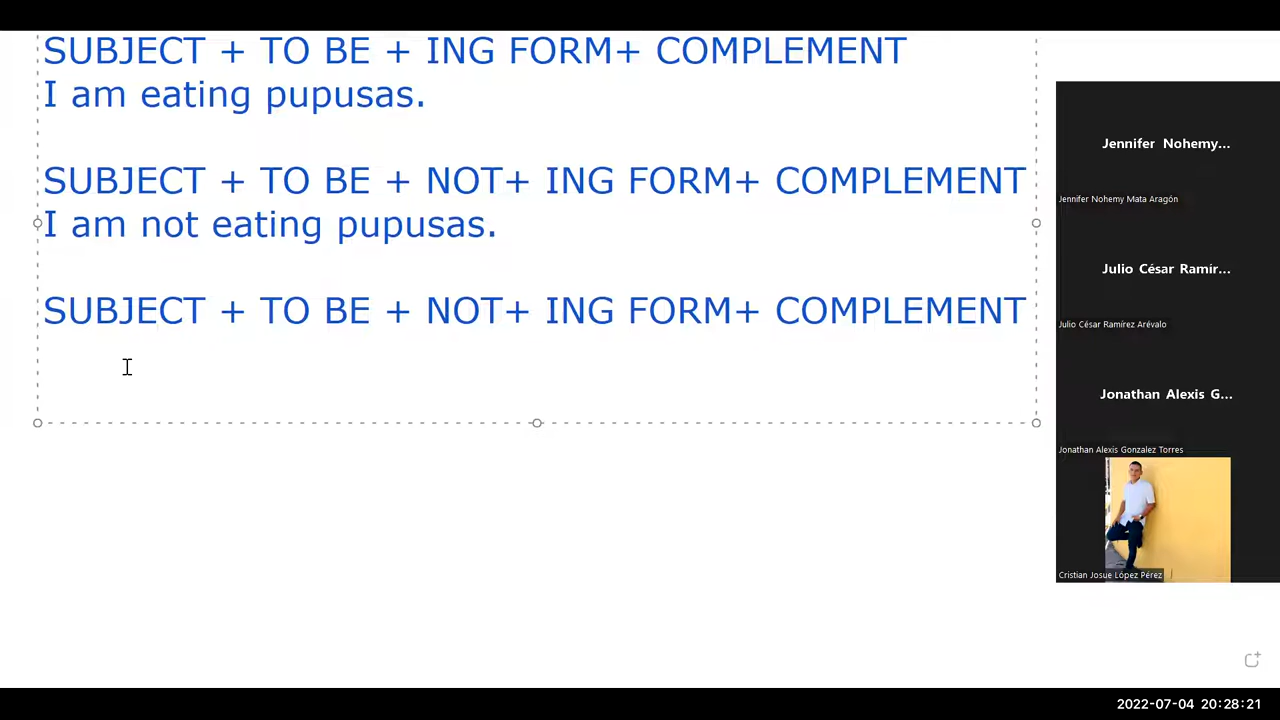 SUBJECT + TO BE + ING FORM+ COMPLEMENT
I am eating pupusas.
SUBJECT + TO BE + NOT+ ING FORM+ COMPLEMENT
I am not eating pupusas.
SUBJECT + TO BE + NOT+ ING FORM+ COMPLEMENT
Jennifer Nohemy...
Jennifer Nohemy Mata Aragón
Julio César Ramír...
Julio César Ramírez Arévalo
Jonathan Alexis G...
Jonathan Alexis Gonzalez Torres
Cristian Josue López Pérez
2022-07-04 20:28:21